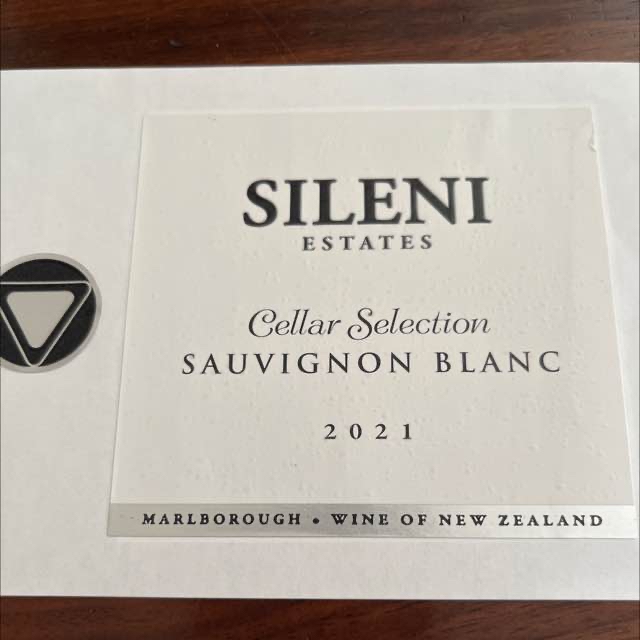 SILENI
ESTATES
Cellar Selection
SAUVIGNON BLANC
2021
MARLBOROUGH • WINE OF NEW ZEALAND